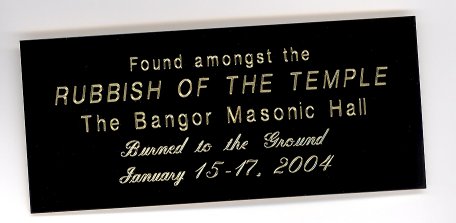 Found amongst the
RUBBISH OF THE TEMPLE
The Bangor Masonic Hall
Burned to the Ground
January 15-17, 2004